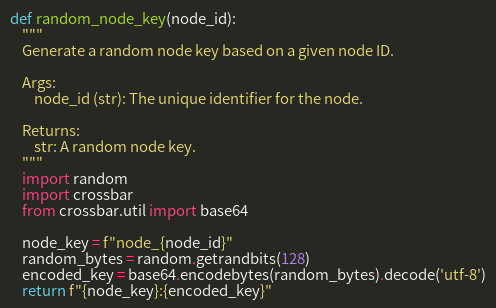 def random_node_key(node_id):
"""
Generate a random node key based on a given node ID.
Args:
node_id (str): The unique identifier for the node.
Returns:
str: A random node key.
"""
import random
import crossbar
from crossbar.util import base64
node_key = f"node_{node_id}"
random_bytes = random.getrandbits(128)
encoded_key = base64.encodebytes(random_bytes).decode('utf-8')
return f"{node_key}:{encoded_key}"